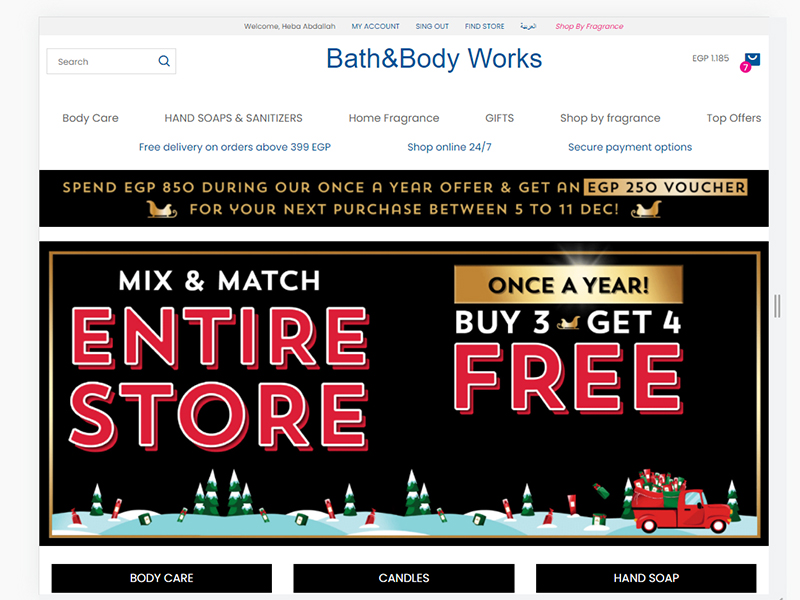 Welcome, Heba Abdallah MY ACCOUNT SING OUT FIND STORE العربية Shop By Fragrance
Search Bath&Body Works EGP 1.185 7
Body Care HAND SOAPS & SANITIZERS Home Fragrance GIFTS Shop by fragrance Top Offers
Free delivery on orders above 399 EGP Shop online 24/7 Secure payment options
SPEND EGP 850 DURING OUR ONCE A YEAR OFFER & GET AN EGP 250 VOUCHER
FOR YOUR NEXT PURCHASE BETWEEN 5 TO 11 DEC!
MIX & MATCH
ENTIRE
STORE
ONCE A YEAR!
BUY 3 GET 4
FREE
BODY CARE CANDLES HAND SOAP